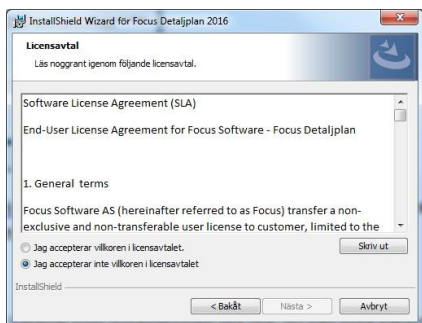 InstallShield Wizard för Focus Detaljplan 2016
Licensavtal
Läs noggrant igenom följande licensavtal.
Software License Agreement (SLA)
End-User License Agreement for Focus Software - Focus Detaljplan
1. General terms
Focus Software AS (hereinafter referred to as Focus) transfer a non-
exclusive and non-transferable user license to customer, limited to the
Jag accepterar villkoren i licensavtalet.
Skriv ut
Jag accepterar inte villkoren i licensavtalet
InstallShield
< Bakåt
Nästa >
Avbryt